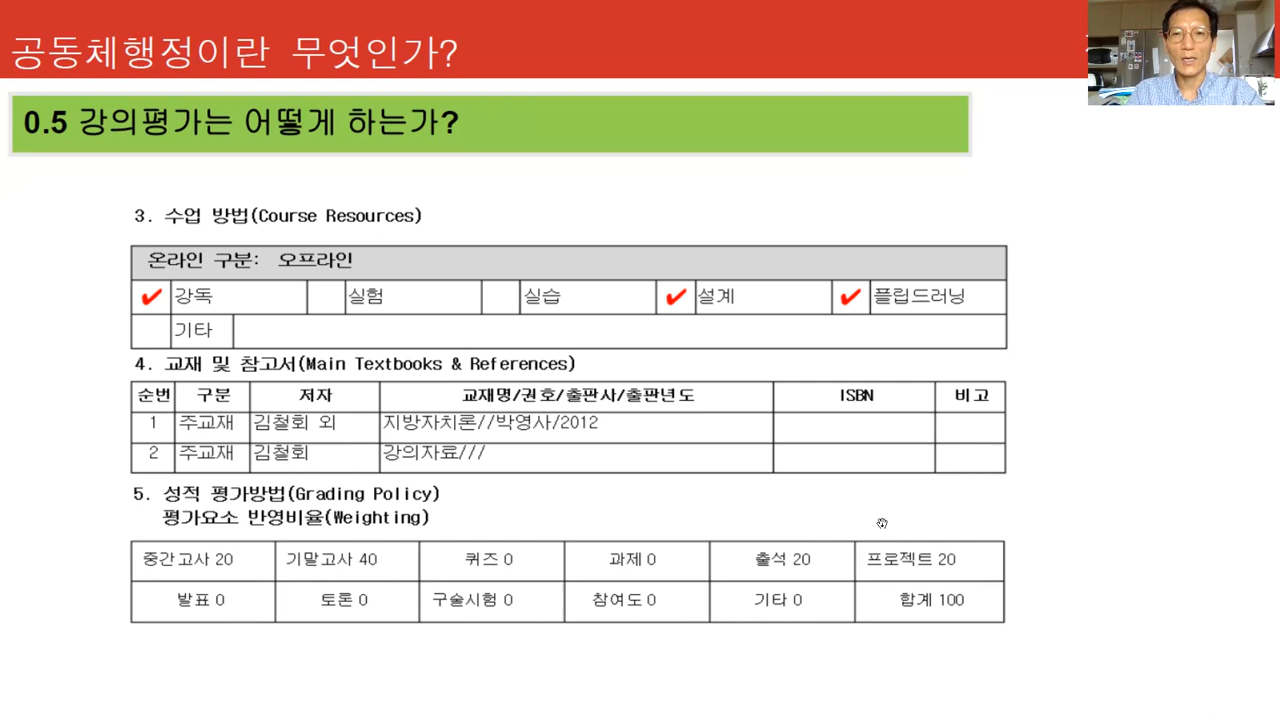 공동체행정이란 무엇인가?
0.5 강의평가는 어떻게 하는가?
3. 수업 방법(Course Resources)
온라인 구분: 오프라인
✔ 강독 실험 실습 ✔ 설계 ✔ 플립드러닝
기타
4. 교재 및 참고서(Main Textbooks & References)
순번 구분 저자 교재명/권호/출판사/출판년도 ISBN 비고
1 주교재 김철회 외 지방자치론//박영사/2012
2 주교재 김철회 강의자료///
5. 성적 평가방법(Grading Policy)
평가요소 반영비율(Weighting)
중간고사 20 기말고사 40 퀴즈 0 과제 0 출석 20 프로젝트 20
발표 0 토론 0 구술시험 0 참여도 0 기타 0 합계 100